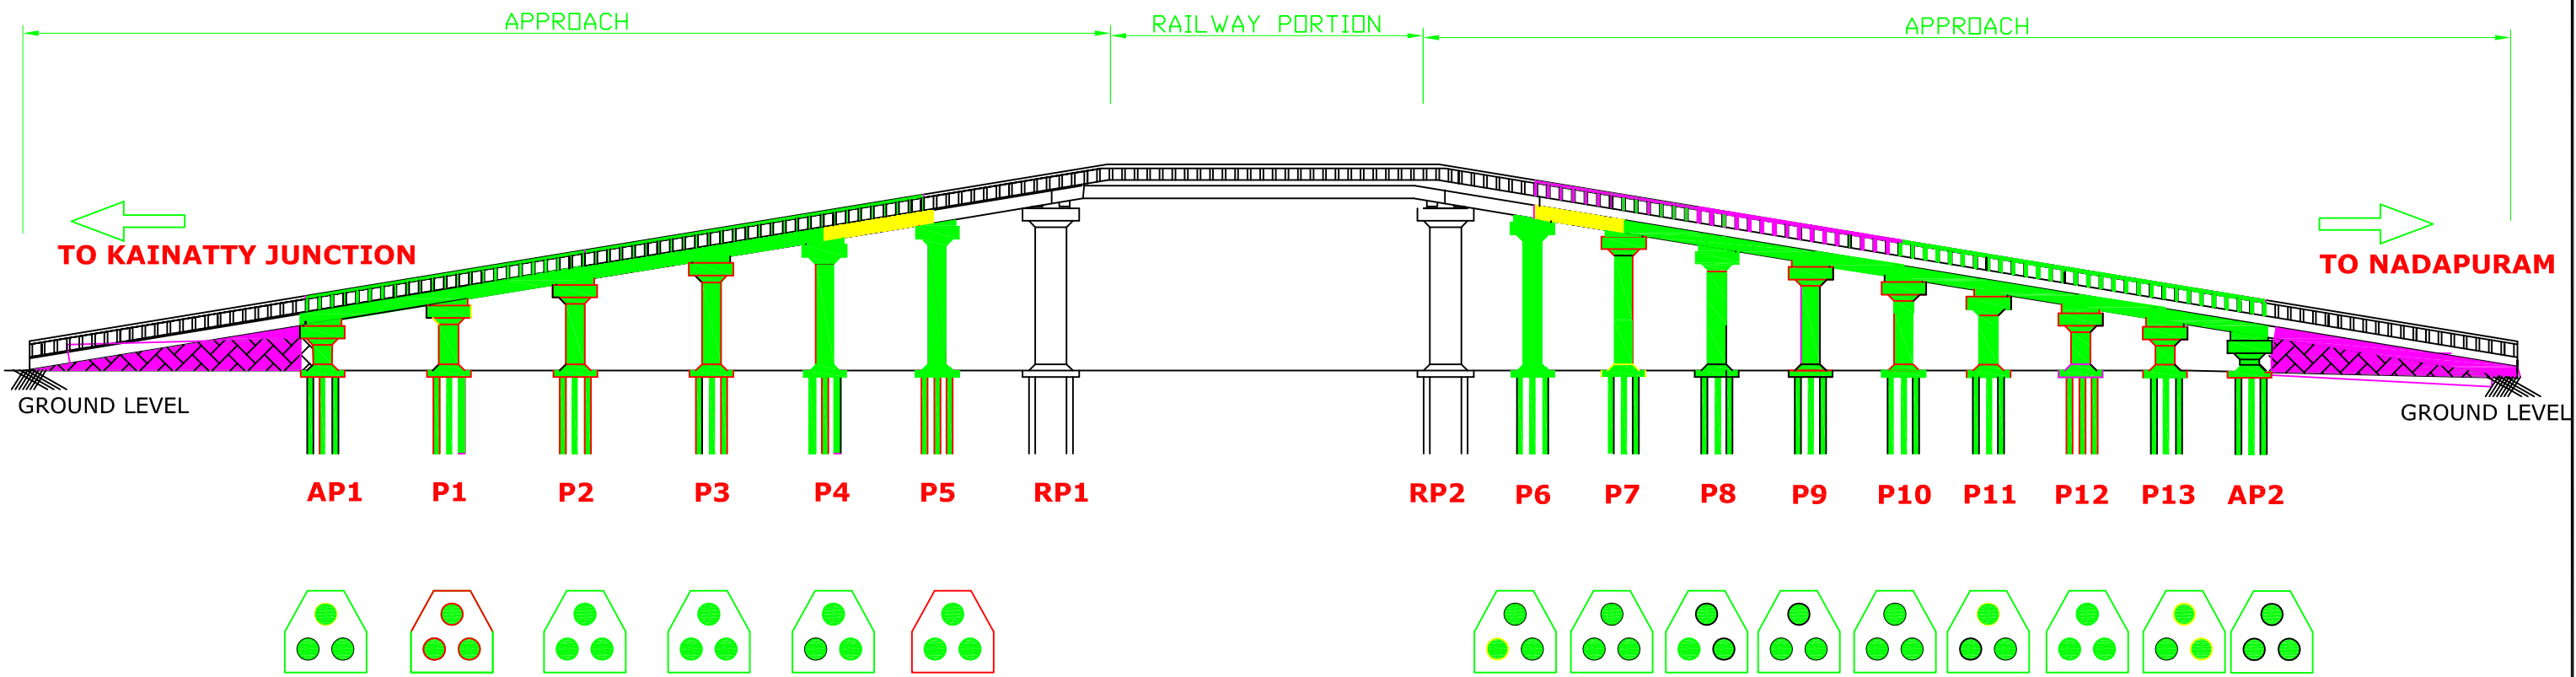 APPROACH
RAILWAY PORTION
APPROACH
TO KAINATTY JUNCTION
TO NADAPURAM
GROUND LEVEL
GROUND LEVEL
AP1
P1
P2
P3
P4
P5
RP1
RP2
P6
P7
P8
P9
P10
P11
P12
P13
AP2